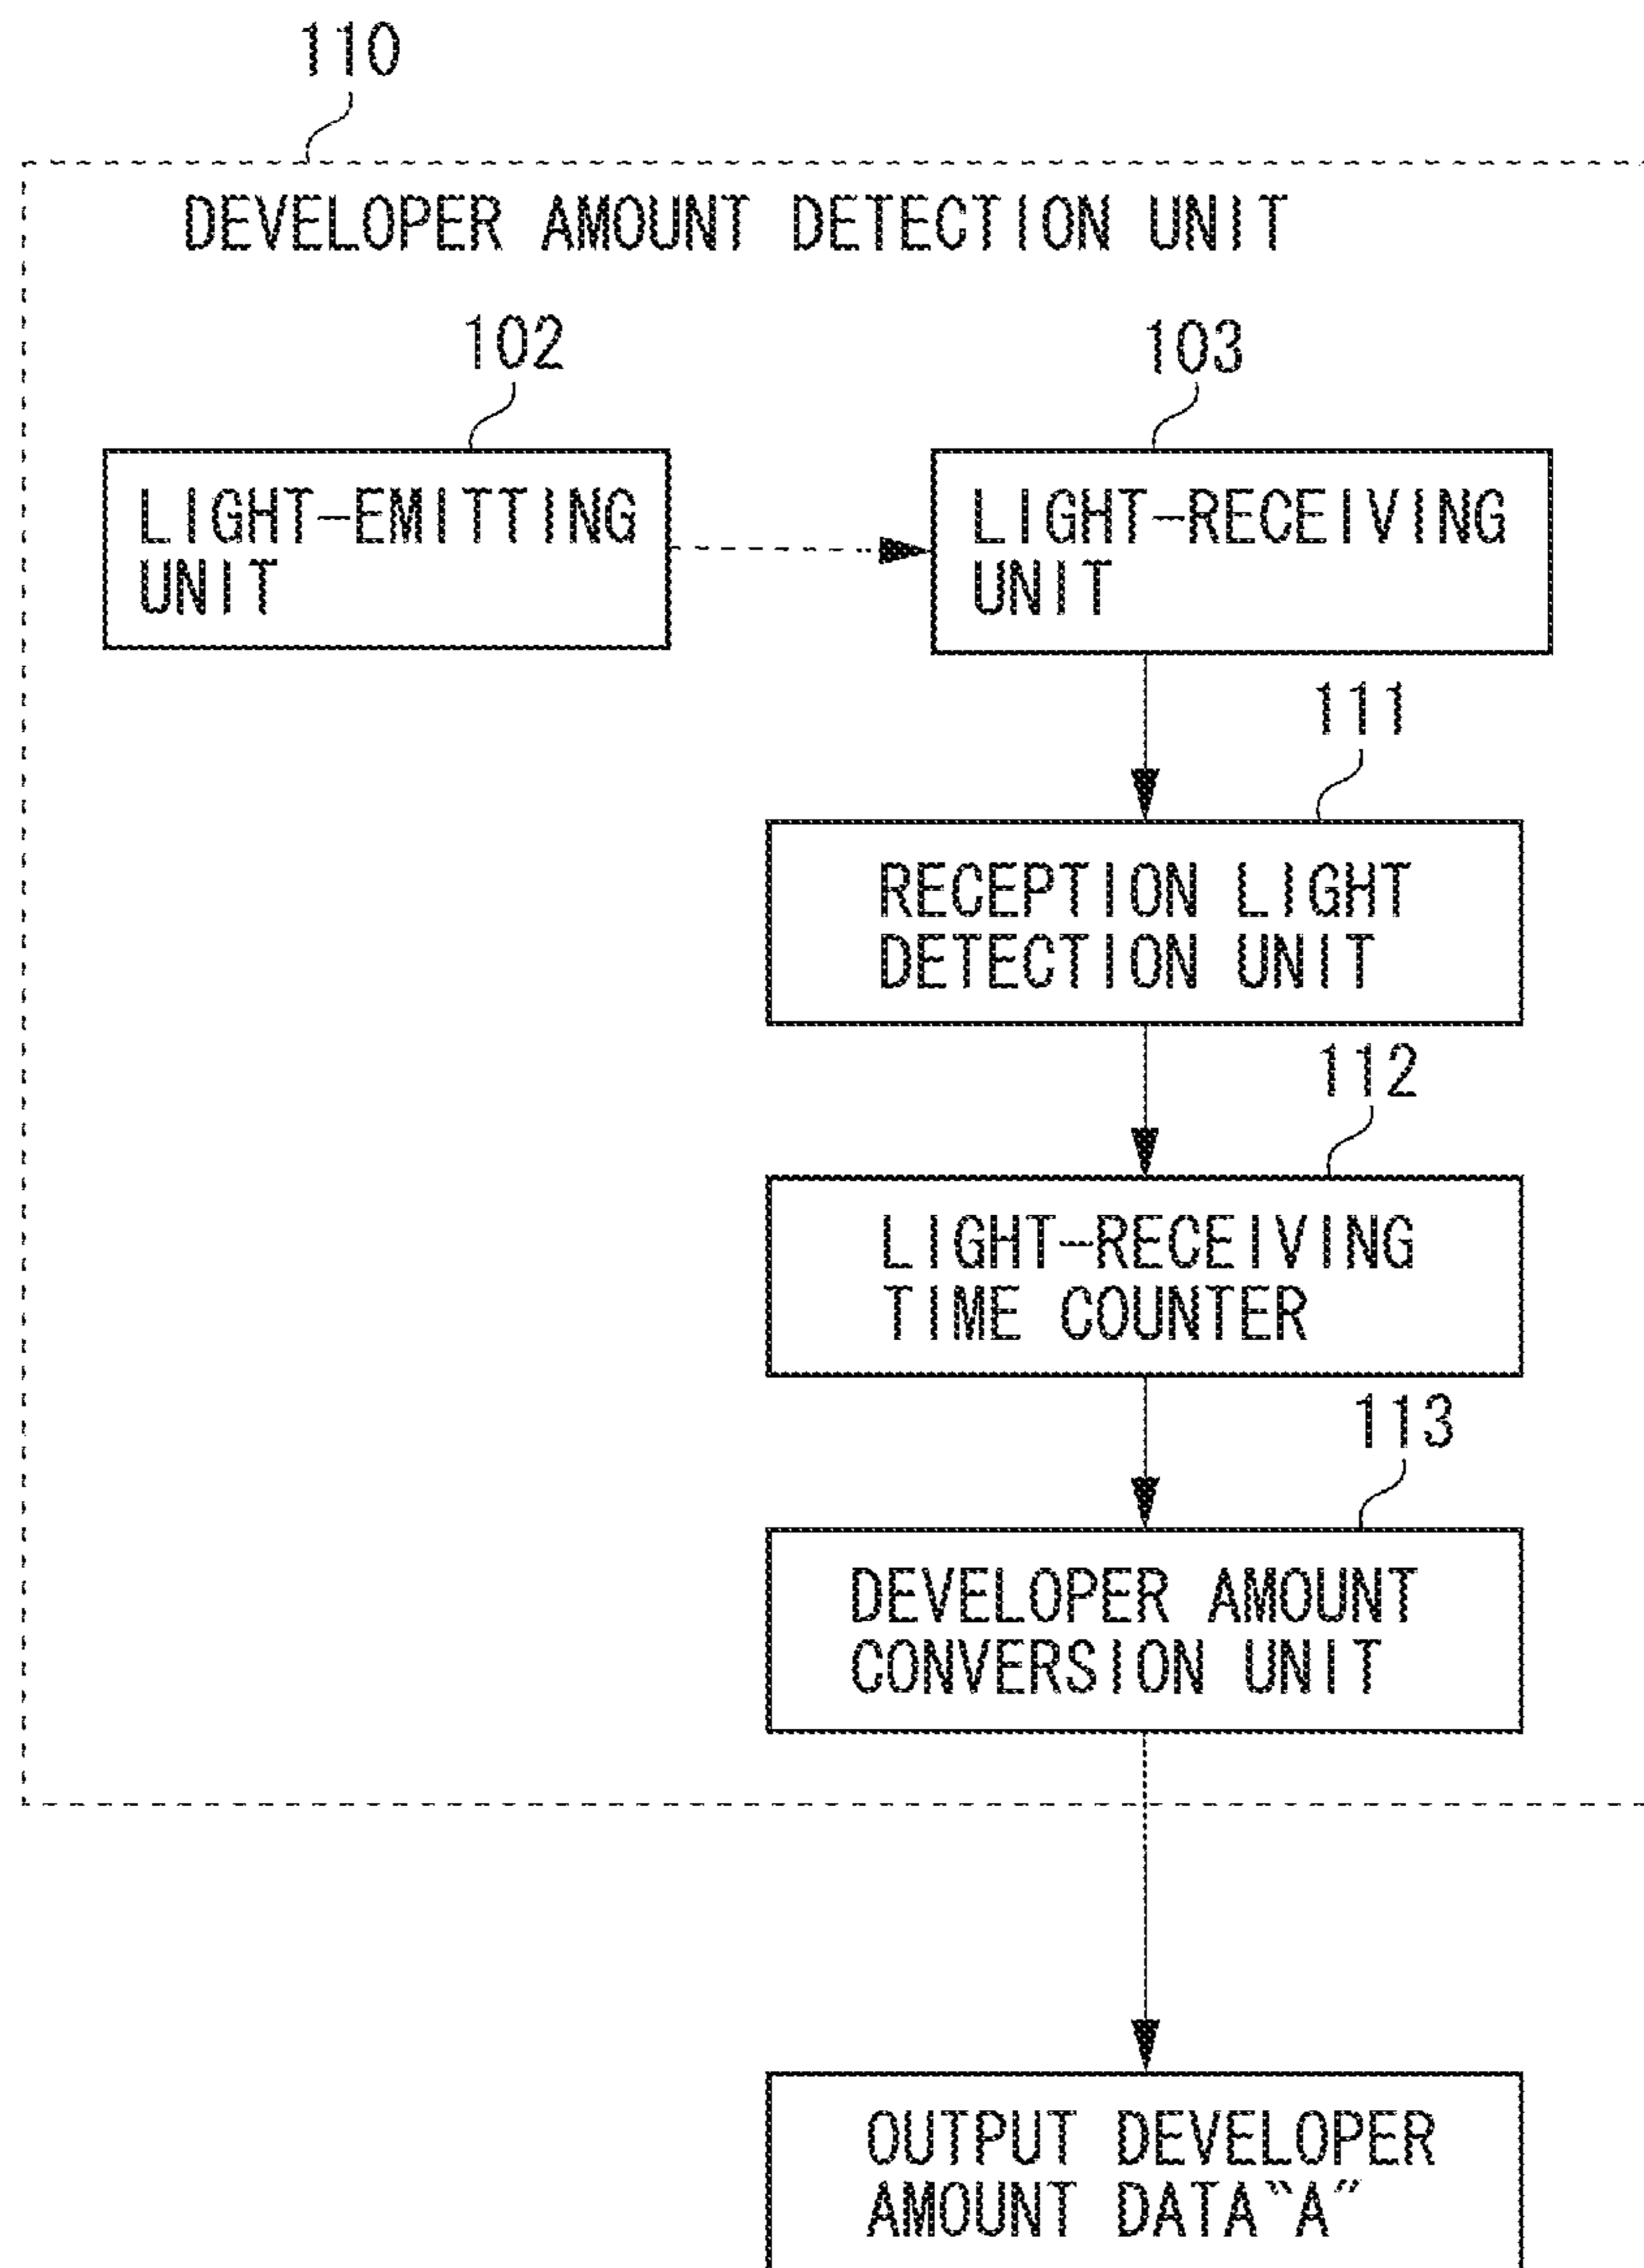 110
DEVELOPER AMOUNT DETECTION UNIT
102
103
LIGHT-EMITTING
UNIT
LIGHT-RECEIVING
UNIT
111
RECEPTION LIGHT
DETECTION UNIT
112
LIGHT-RECEIVING
TIME COUNTER
113
DEVELOPER AMOUNT
CONVERSION UNIT
OUTPUT DEVELOPER
AMOUNT DATA“A”